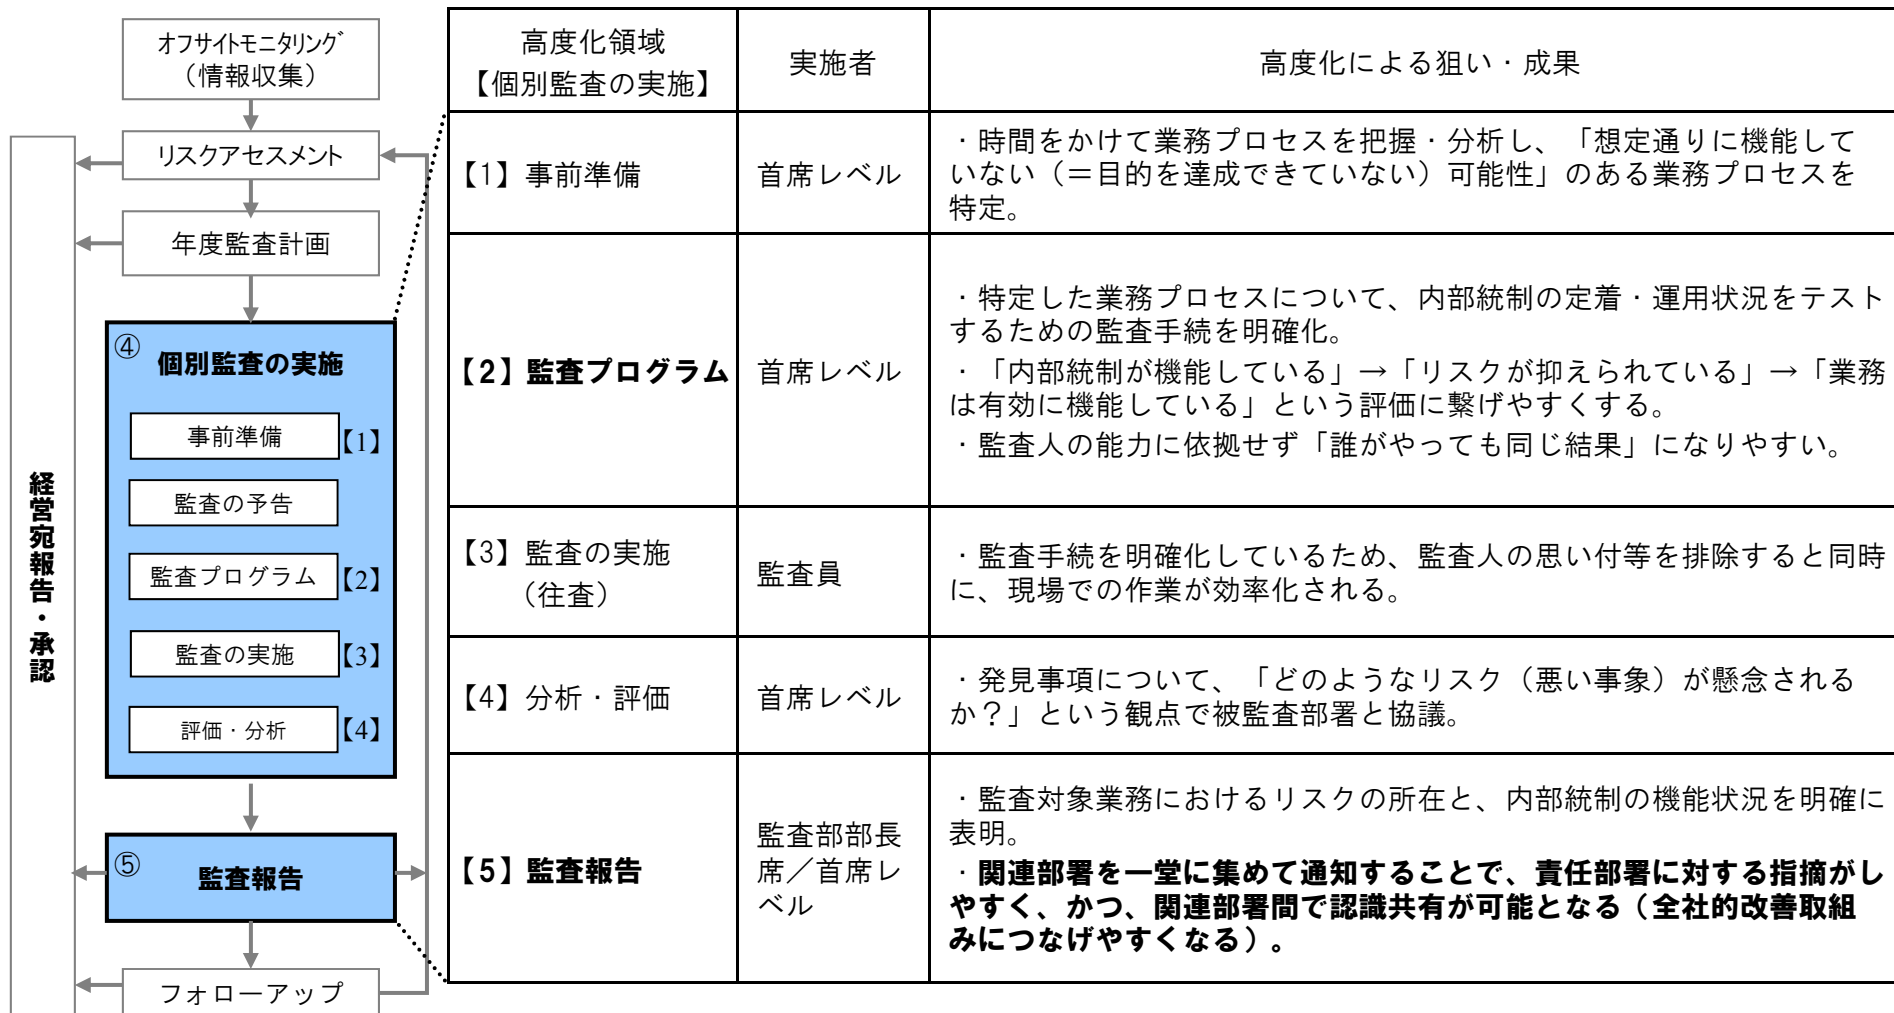 オフサイトモニタリング
（情報収集）
リスクアセスメント
年度監査計画
④
個別監査の実施
事前準備
【1】
監査の予告
監査プログラム
【2】
監査の実施
【3】
評価・分析
【4】
⑤
監査報告
フォローアップ
経営宛報告・承認
高度化領域
【個別監査の実施】
実施者
高度化による狙い・成果
【1】事前準備
首席レベル
・時間をかけて業務プロセスを把握・分析し、「想定通りに機能して
いない（＝目的を達成できていない）可能性」のある業務プロセスを
特定。
【2】監査プログラム
首席レベル
・特定した業務プロセスについて、内部統制の定着・運用状況をテスト
するための監査手続を明確化。
・「内部統制が機能している」→「リスクが抑えられている」→「業務
は有効に機能している」という評価に繋げやすくする。
・監査人の能力に依拠せず「誰がやっても同じ結果」になりやすい。
【3】監査の実施
（往査）
監査員
・監査手続を明確化しているため、監査人の思い付等を排除すると同時
に、現場での作業が効率化される。
【4】分析・評価
首席レベル
・発見事項について、「どのようなリスク（悪い事象）が懸念される
か？」という観点で被監査部署と協議。
【5】監査報告
監査部部長
席／首席レ
ベル
・監査対象業務におけるリスクの所在と、内部統制の機能状況を明確に
表明。
・関連部署を一堂に集めて通知することで、責任部署に対する指摘がし
やすく、かつ、関連部署間で認識共有が可能となる（全社的改善取組
みにつなげやすくなる）。